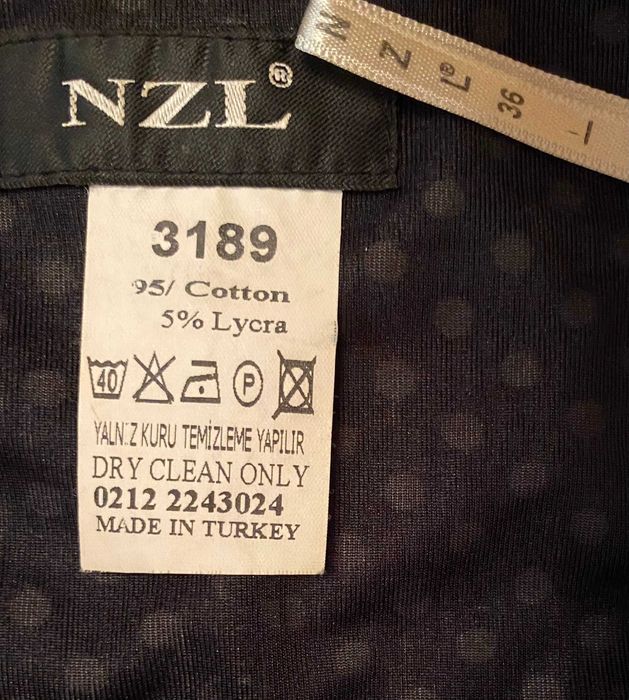 NZL®
N Z L® 36
3189
95/ Cotton
5% Lycra
40 P
YALNIZ KURU TEMİZLEME YAPILIR
DRY CLEAN ONLY
0212 2243024
MADE IN TURKEY